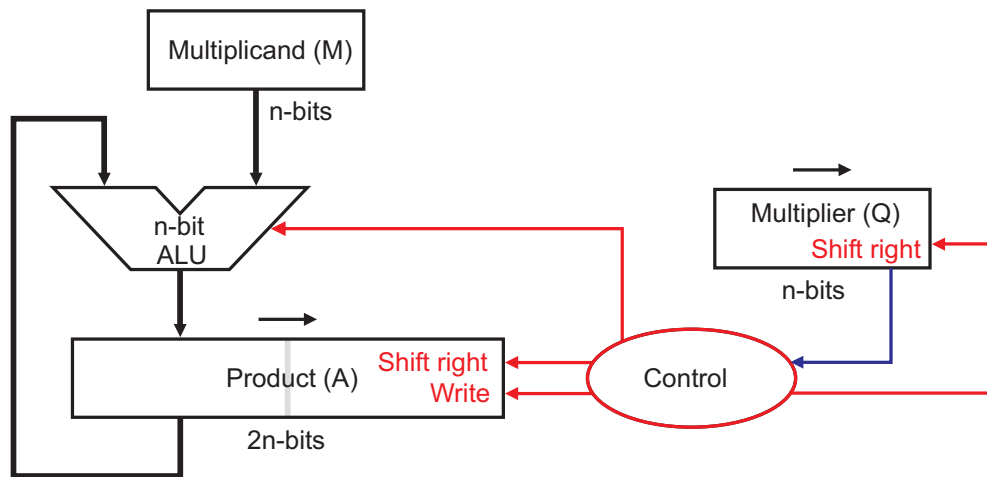 Multiplicand (M)
n-bits
n-bit
ALU
Multiplier (Q)
Shift right
n-bits
Product (A)
Shift right
Write
2n-bits
Control